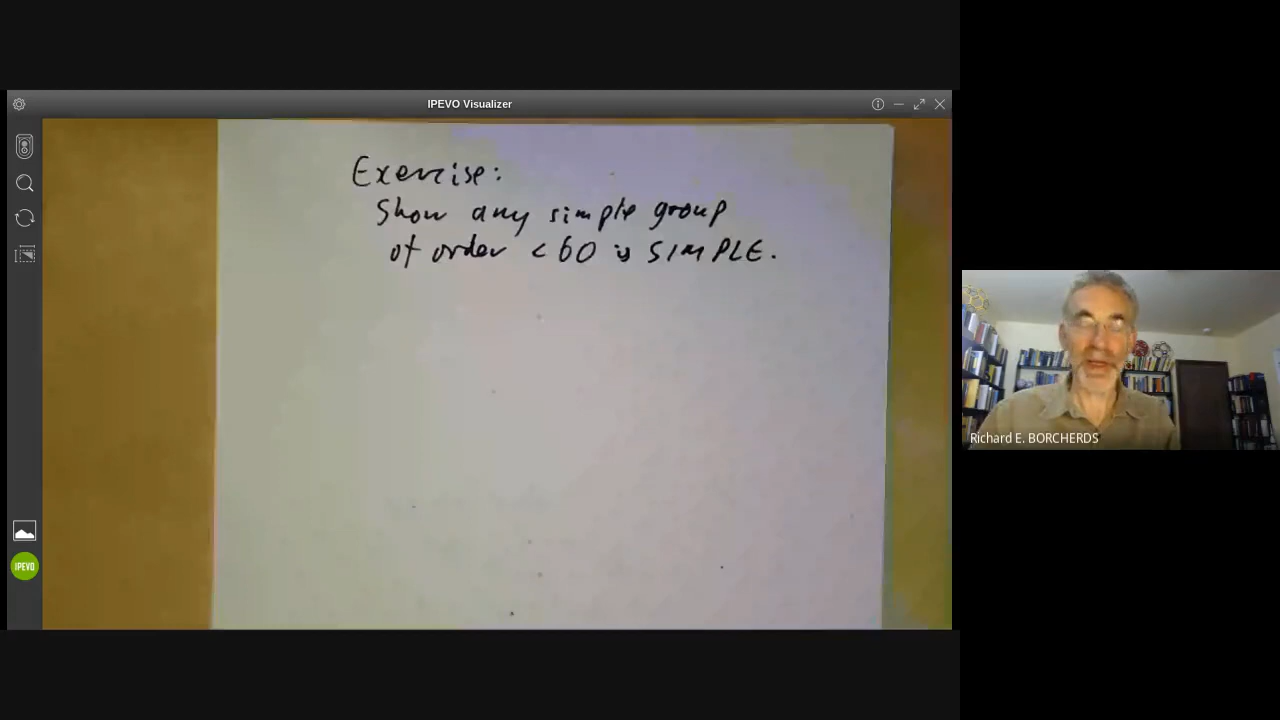 IPEVO Visualizer
Exercise:
Show any simple group
of order < 60 is SIMPLE.
Richard E. BORCHERDS
IPEVO